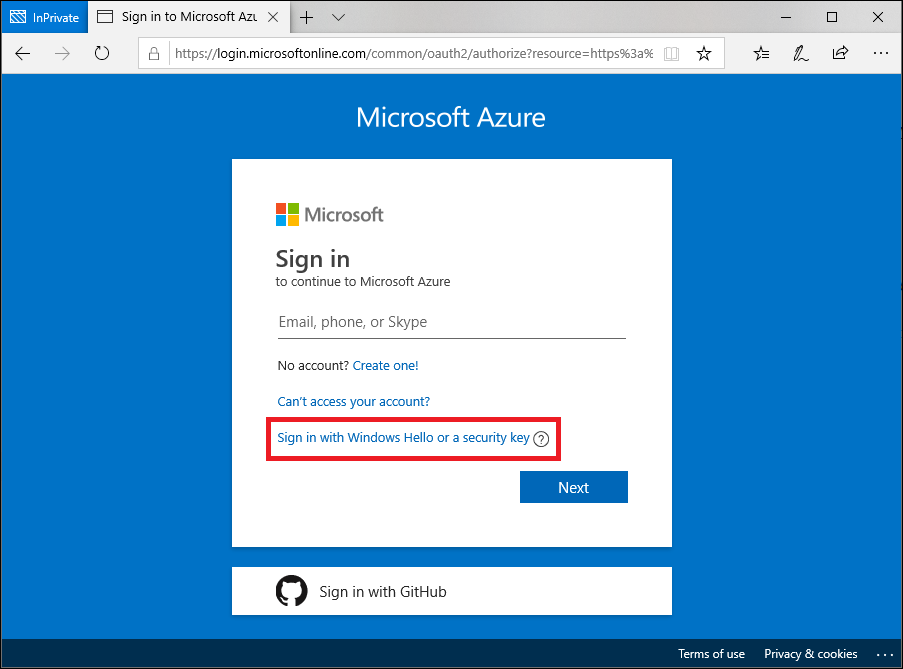 InPrivate
Sign in to Microsoft Azu
https://login.microsoftonline.com/common/oauth2/authorize?resource=https%3a%
Microsoft Azure
Microsoft
Sign in
to continue to Microsoft Azure
Email, phone, or Skype
No account? Create one!
Can't access your account?
Sign in with Windows Hello or a security key ?
Next
Sign in with GitHub
Terms of use Privacy & cookies ...